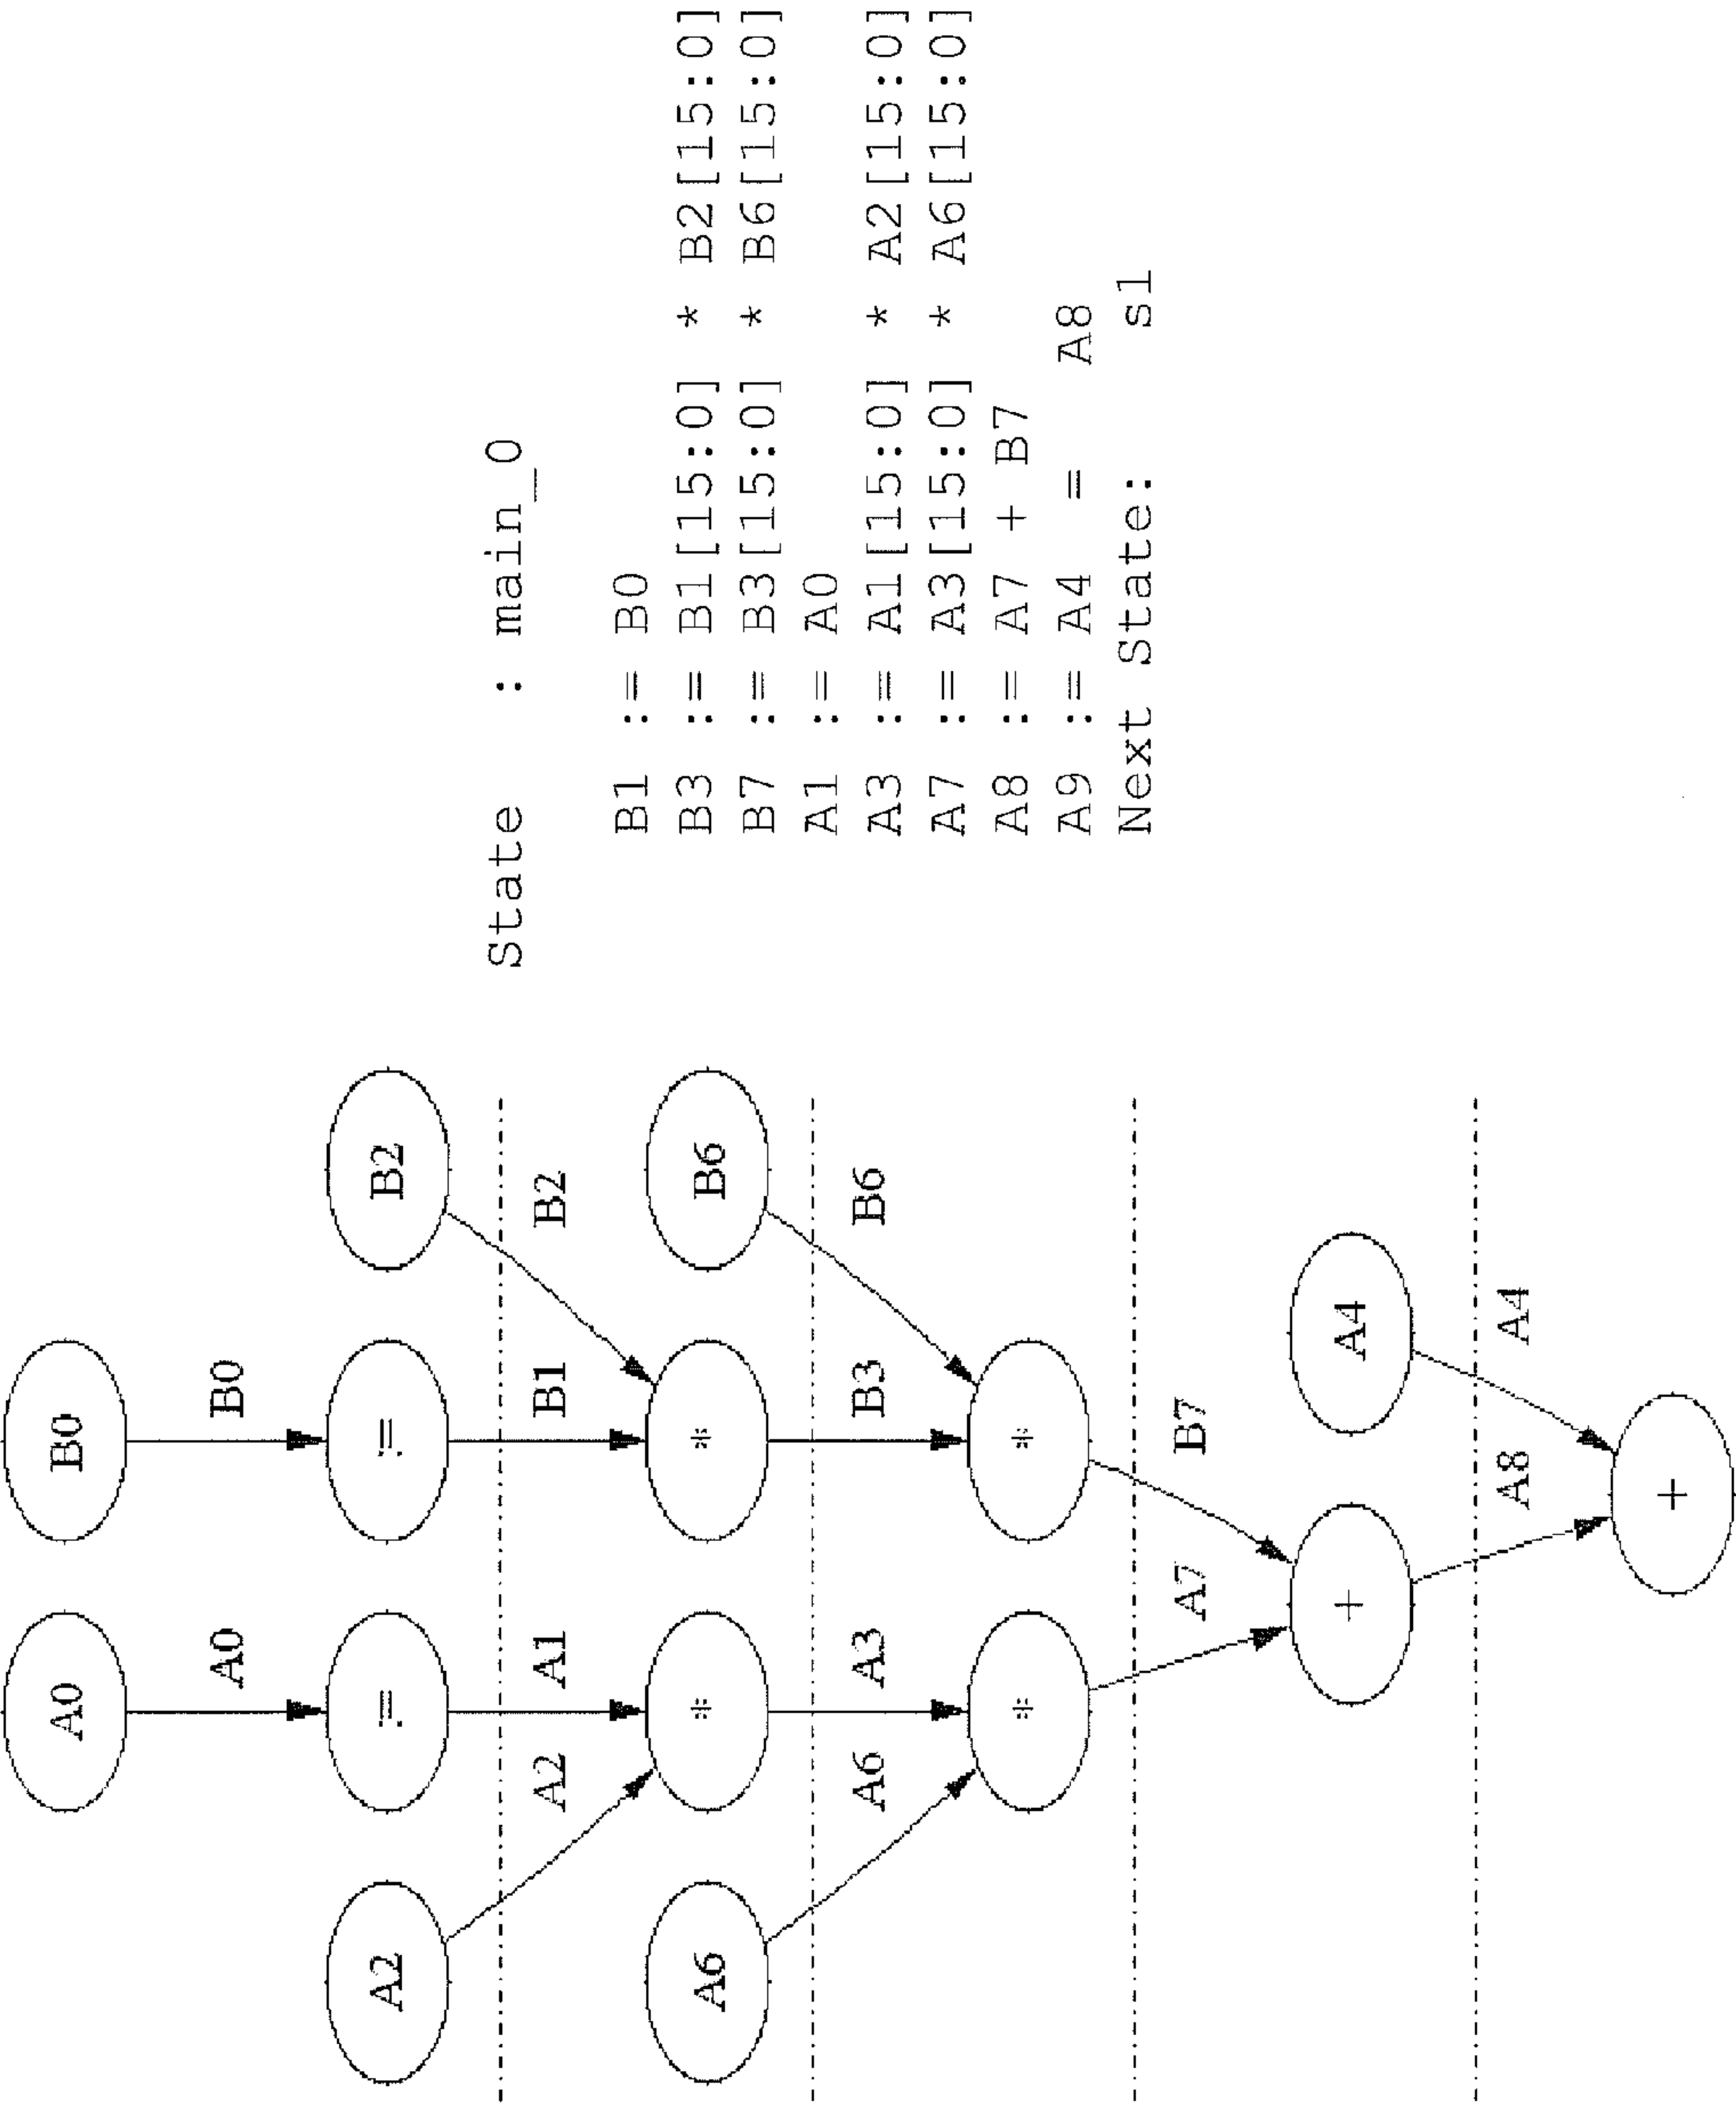 A0 B0
A0 B0
A2 := := B2
A2 A1 B1 B2
A6 * * B6
A6 A3 B3 B6
* *
A7 B7
+ A4
A8 A4
+
State : main_0
B1 := B0
B3 := B1[15:0] * B2[15:0]
B7 := B3[15:0] * B6[15:0]
A1 := A0
A3 := A1[15:0] * A2[15:0]
A7 := A3[15:0] * A6[15:0]
A8 := A7 + B7
A9 := A4 = A8
Next State: s1